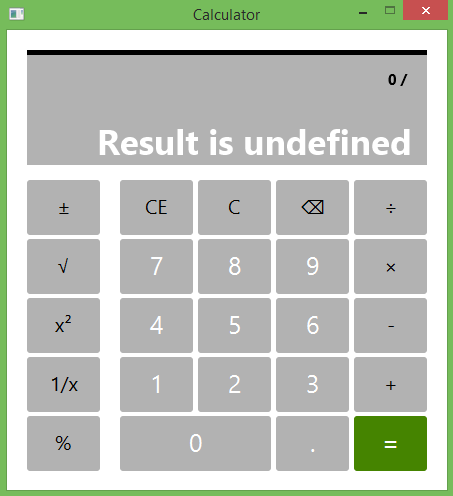 Calculator
0 /
Result is undefined
± CE C ⌫ ÷
√ 7 8 9 ×
x² 4 5 6 -
1/x 1 2 3 +
% 0 . =